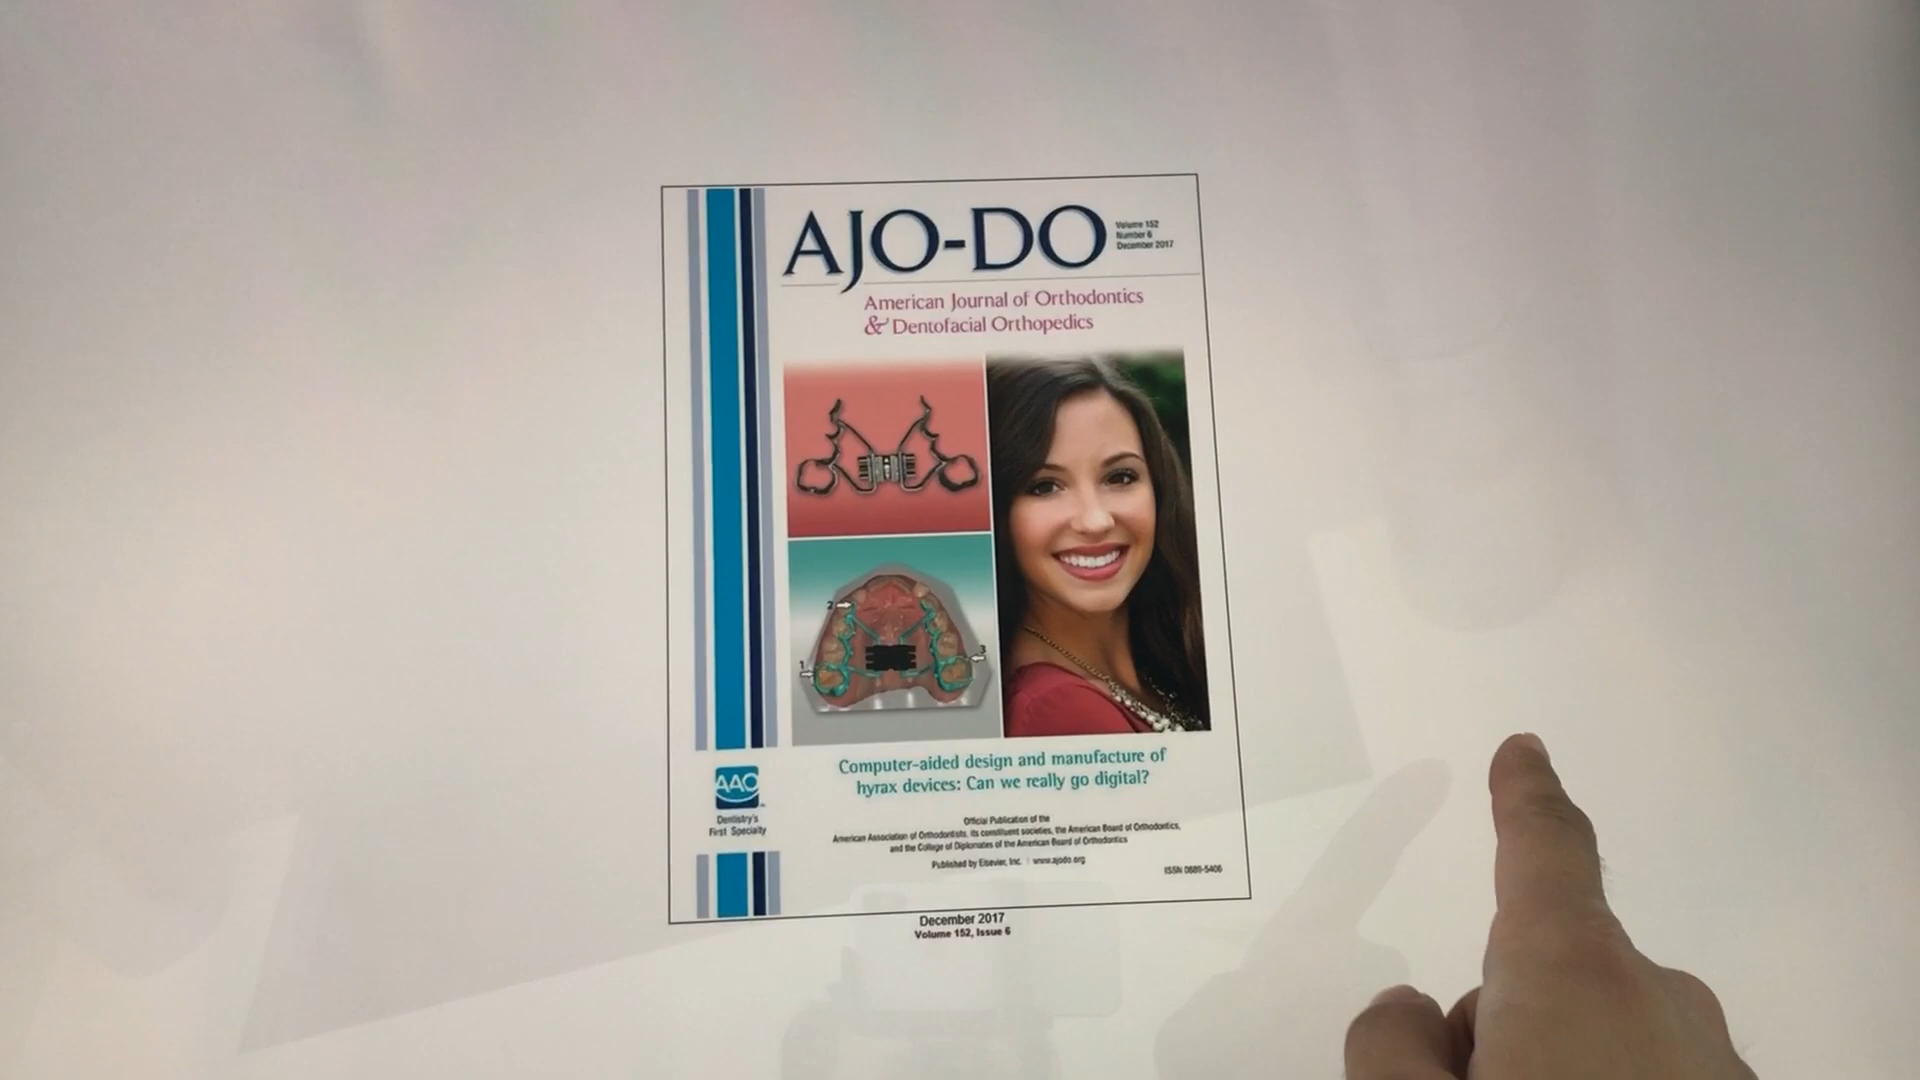 AJO-DO
Volume 152
Number 6
December 2017
American Journal of Orthodontics
& Dentofacial Orthopedics
2
1
3
Computer-aided design and manufacture of
hyrax devices: Can we really go digital?
AAO
Dentistry's
First Specialty
Official Publication of the
American Association of Orthodontists, its constituent societies, the American Board of Orthodontics,
and the College of Diplomates of the American Board of Orthodontics
Published by Elsevier, Inc. | www.ajodo.org
ISSN 0889-5406
December 2017
Volume 152, Issue 6